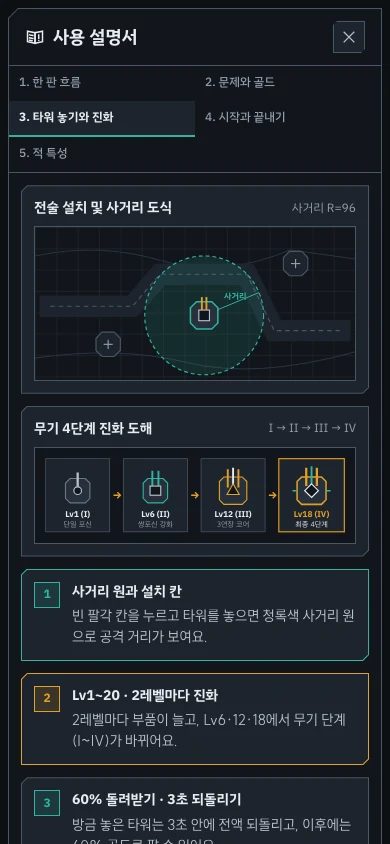 사용 설명서
1. 한 판 흐름
2. 문제와 골드
3. 타워 놓기와 진화
4. 시작과 끝내기
5. 적 특성
전술 설치 및 사거리 도식
사거리 R=96
사거리
무기 4단계 진화 도해
I → II → III → IV
Lv1 (I)
단일 포신
Lv6 (II)
쌍포신 강화
Lv12 (III)
3연장 코어
Lv18 (IV)
최종 4단계
1
사거리 원과 설치 칸
빈 팔각 칸을 누르고 타워를 놓으면 청록색 사거리 원
으로 공격 거리가 보여요.
2
Lv1~20 · 2레벨마다 진화
2레벨마다 부품이 늘고, Lv6·12·18에서 무기 단계
(I~IV)가 바뀌어요.
3
60% 돌려받기 · 3초 되돌리기
방금 놓은 타워는 3초 안에 전액 되돌리고, 이후에는